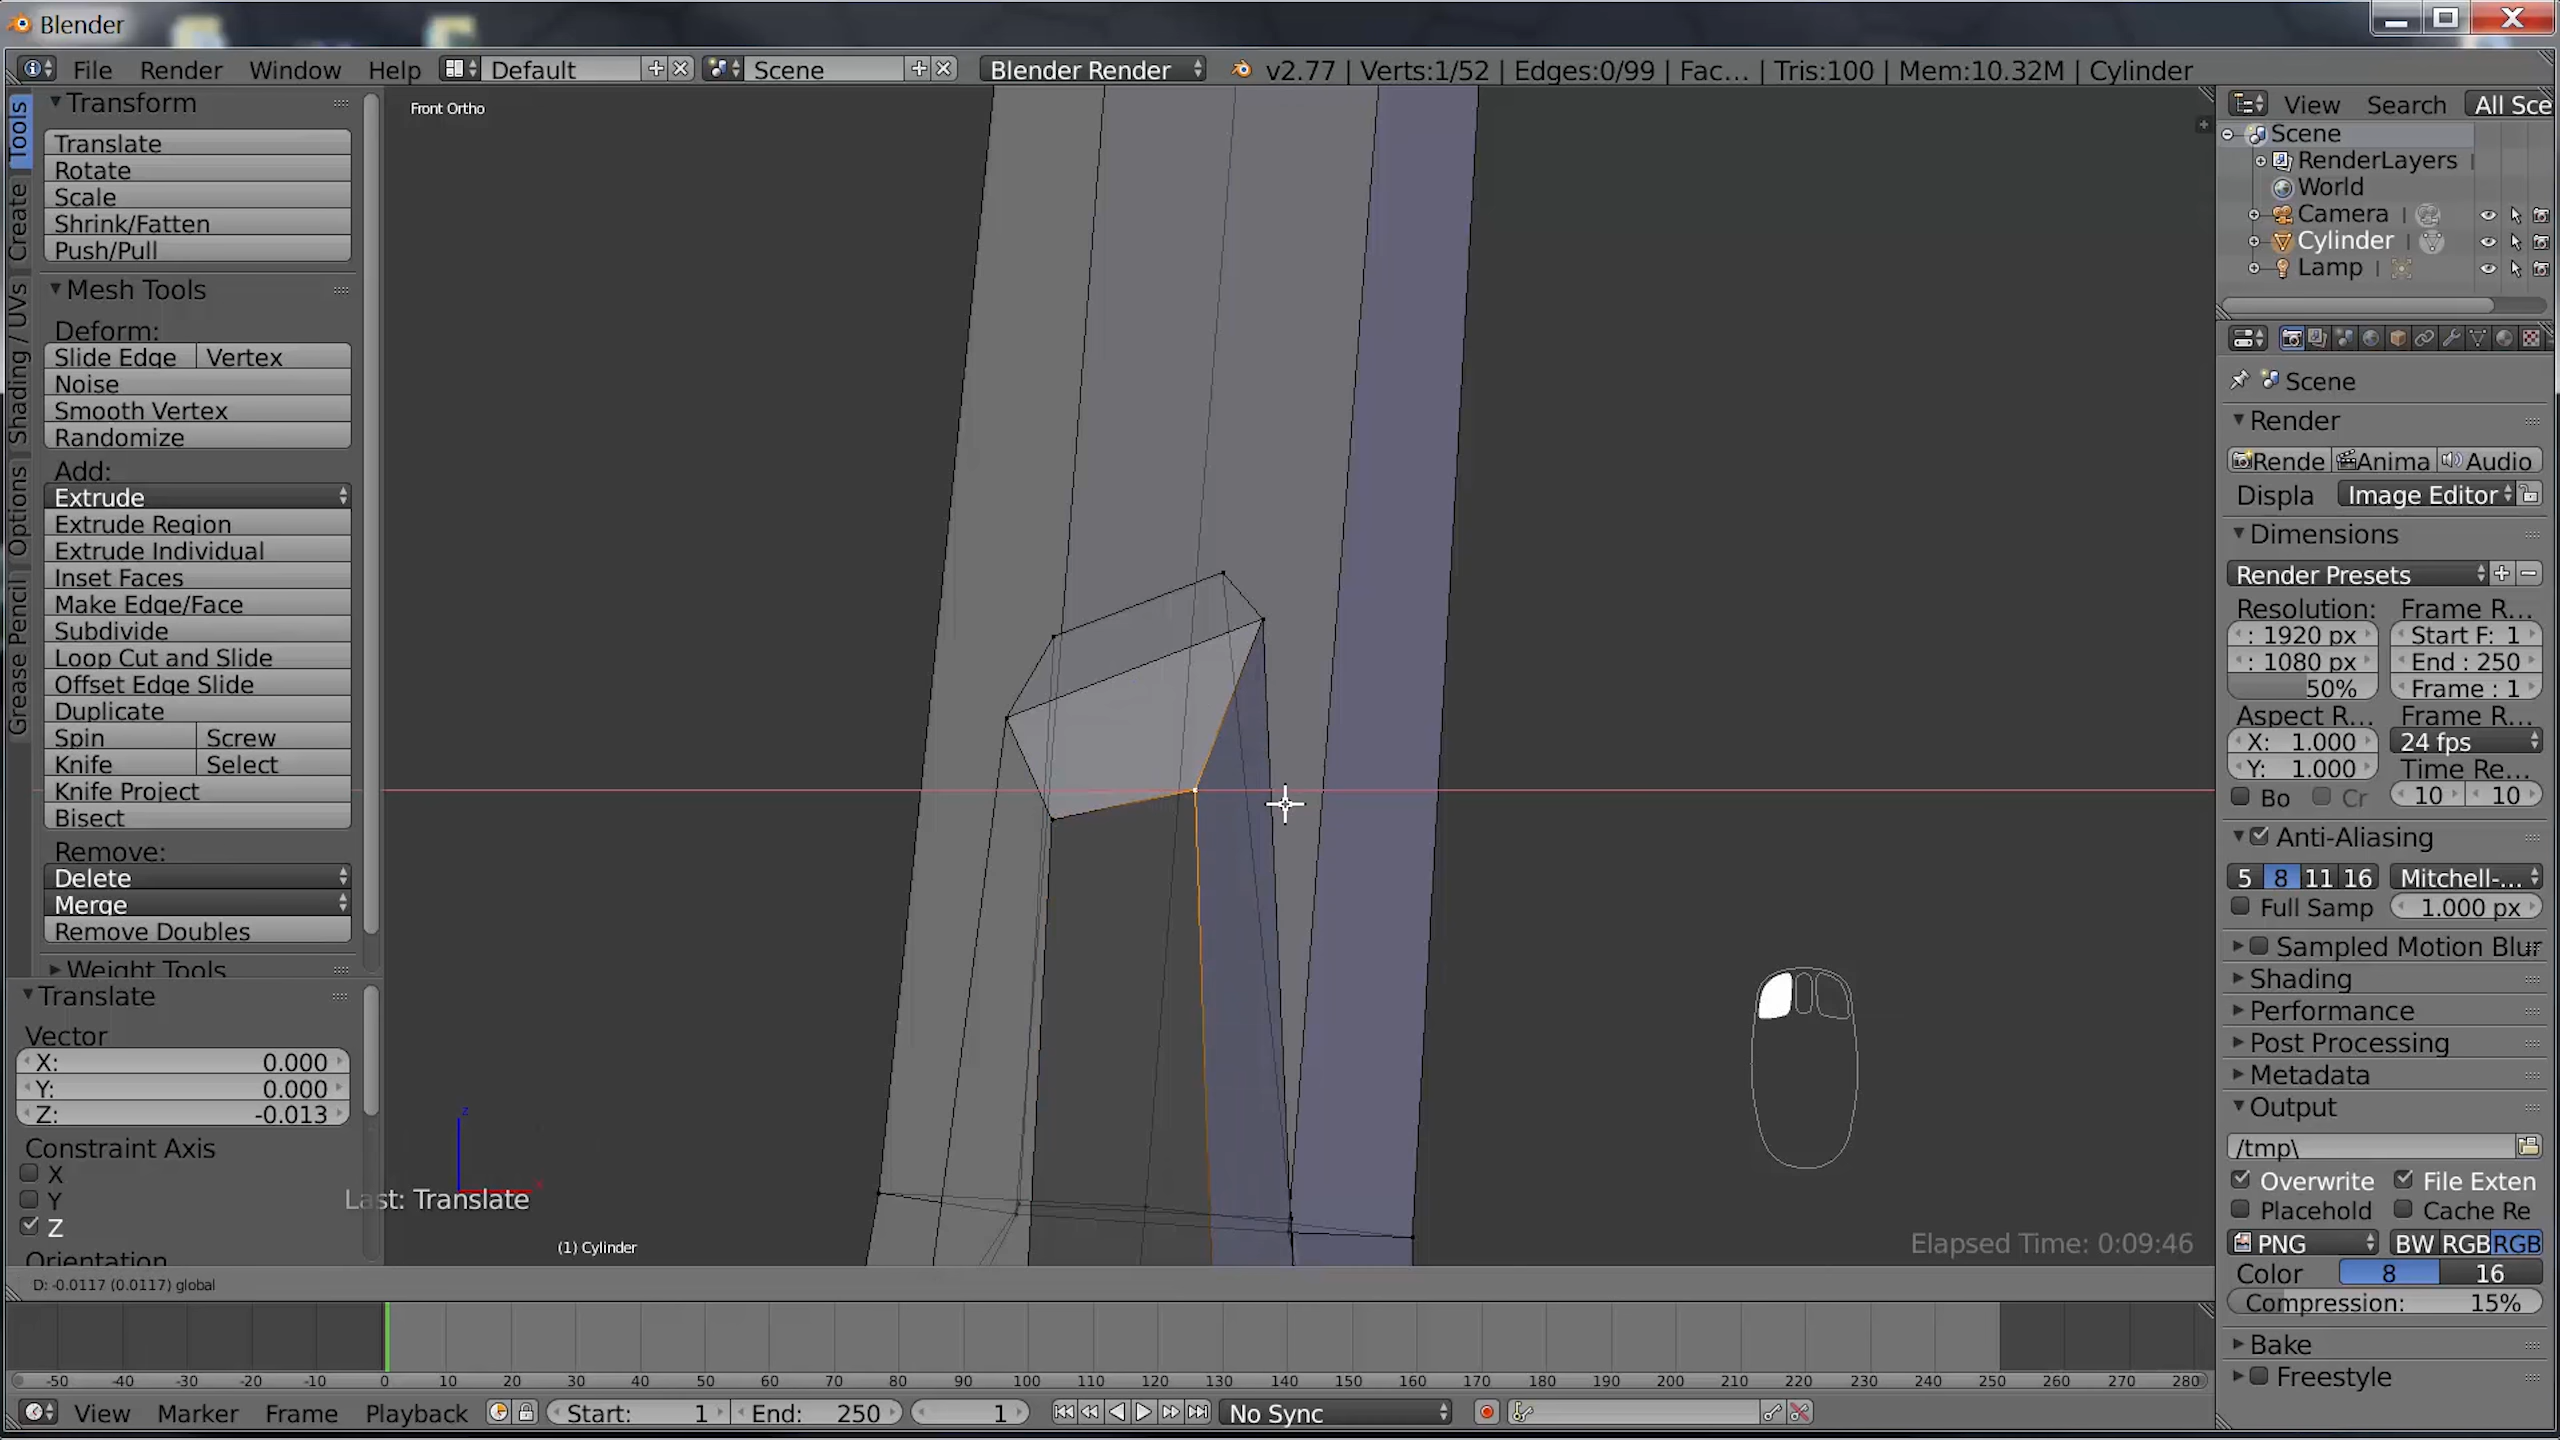 Blender
File Render Window Help Default Scene Blender Render v2.77 | Verts:1/52 | Edges:0/99 | Fac... | Tris:100 | Mem:10.32M | Cylinder
Tools
Create
Shading / UVs
Options
Grease Pencil
Transform
Translate
Rotate
Scale
Shrink/Fatten
Push/Pull
Mesh Tools
Deform:
Slide Edge Vertex
Noise
Smooth Vertex
Randomize
Add:
Extrude
Extrude Region
Extrude Individual
Inset Faces
Make Edge/Face
Subdivide
Loop Cut and Slide
Offset Edge Slide
Duplicate
Spin Screw
Knife Select
Knife Project
Bisect
Remove:
Delete
Merge
Remove Doubles
Weight Tools
Translate
Vector
X: 0.000
Y: 0.000
Z: -0.013
Constraint Axis
X
Y
Z
Orientation
Front Ortho
z
x
Last: Translate
(1) Cylinder
Elapsed Time: 0:09:46
D: -0.0117 (0.0117) global
View Search All Sce
Scene
RenderLayers
World
Camera
Cylinder
Lamp
Scene
Render
Rende Anima Audio
Displa Image Editor
Dimensions
Render Presets
Resolution: Frame R...
: 1920 px Start F: 1
: 1080 px End : 250
50% Frame : 1
Aspect R... Frame R...
X: 1.000 24 fps
Y: 1.000 Time Re...
Bo Cr 10 10
Anti-Aliasing
5 8 11 16 Mitchell-...
Full Samp 1.000 px
Sampled Motion Blur
Shading
Performance
Post Processing
Metadata
Output
/tmp\
Overwrite File Exten
Placehold Cache Re
PNG BW RGB RGB
Color 8 16
Compression: 15%
Bake
Freestyle
-50 -40 -30 -20 -10 0 10 20 30 40 50 60 70 80 90 100 110 120 130 140 150 160 170 180 190 200 210 220 230 240 250 260 270 280
View Marker Frame Playback Start: 1 End: 250 1 No Sync